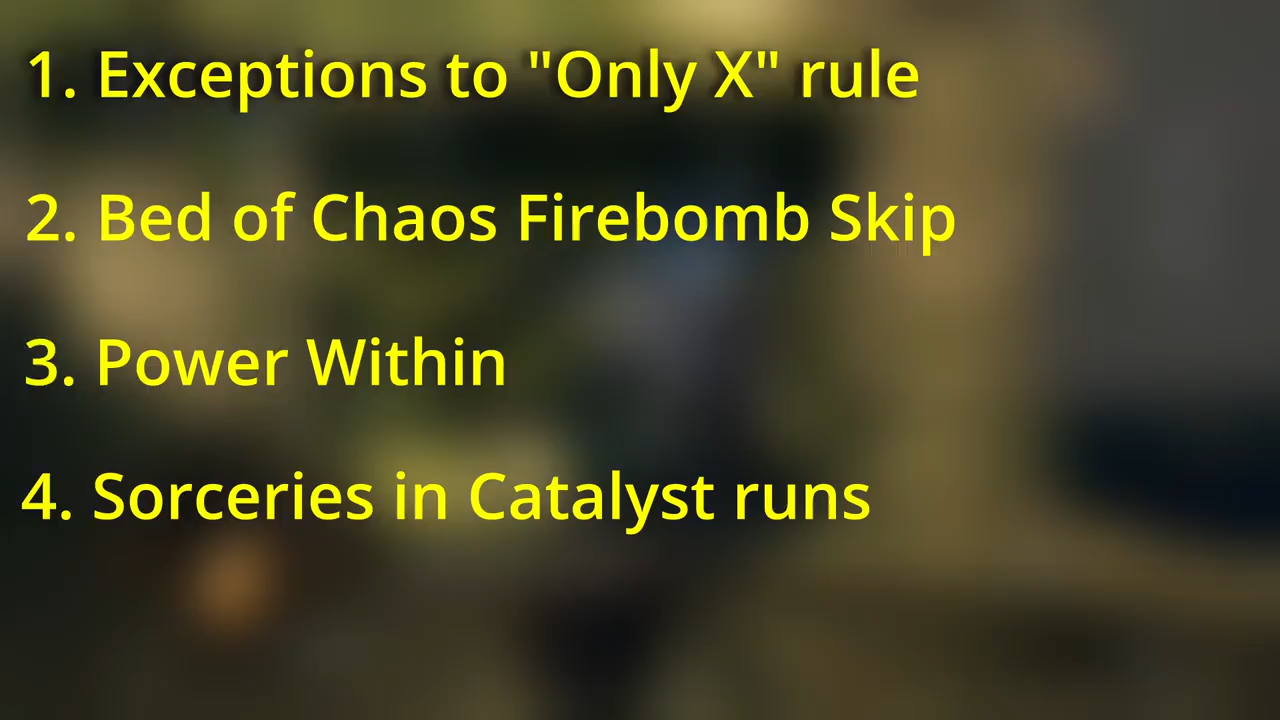 1. Exceptions to "Only X" rule
2. Bed of Chaos Firebomb Skip
3. Power Within
4. Sorceries in Catalyst runs